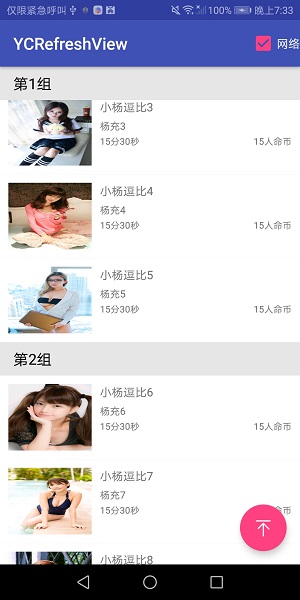 仅限紧急呼叫 100% 晚上7:33
YCRefreshView 网络
第1组
小杨逗比3
杨充3
15分30秒 15人命币
小杨逗比4
杨充4
15分30秒 15人命币
小杨逗比5
杨充5
15分30秒 15人命币
第2组
小杨逗比6
杨充6
15分30秒 15人命币
小杨逗比7
杨充7
15分30秒
小杨逗比8